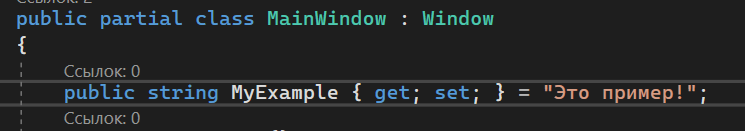 public partial class MainWindow : Window
{
Ссылок: 0
public string MyExample { get; set; } = "Это пример!";
Ссылок: 0